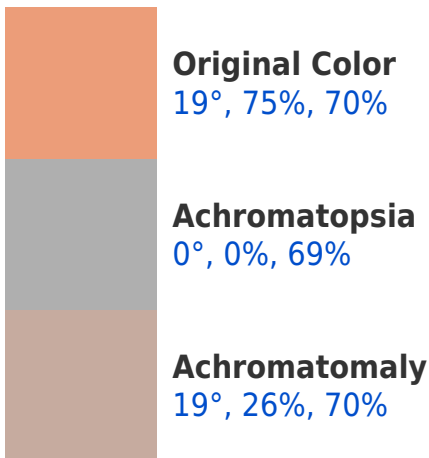 Original Color
19°, 75%, 70%
Achromatopsia
0°, 0%, 69%
Achromatomaly
19°, 26%, 70%